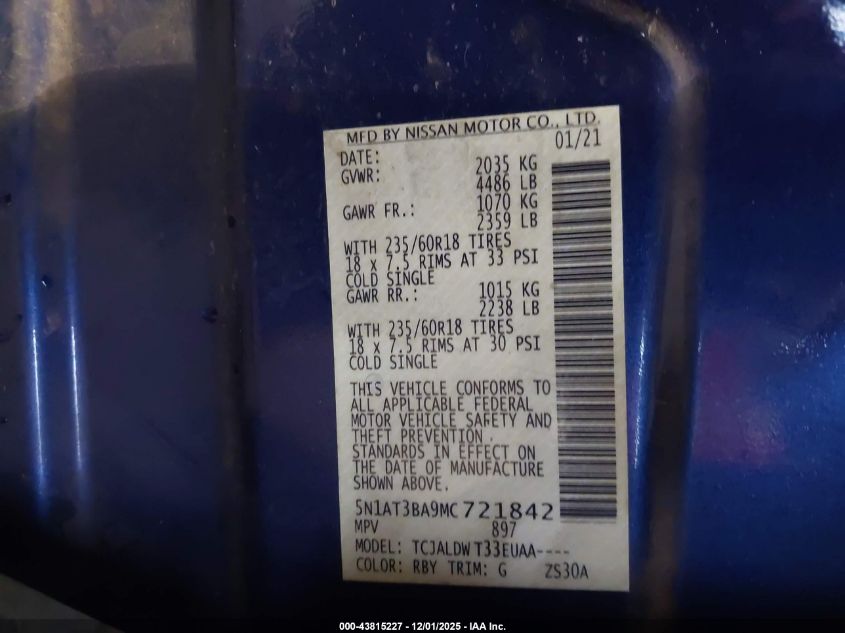 MFD BY NISSAN MOTOR CO., LTD.
DATE: 01/21
GVWR: 2035 KG
4486 LB
GAWR FR.: 1070 KG
2359 LB
WITH 235/60R18 TIRES
18 x 7.5 RIMS AT 33 PSI
COLD SINGLE
GAWR RR.: 1015 KG
2238 LB
WITH 235/60R18 TIRES
18 x 7.5 RIMS AT 30 PSI
COLD SINGLE
THIS VEHICLE CONFORMS TO
ALL APPLICABLE FEDERAL
MOTOR VEHICLE SAFETY AND
THEFT PREVENTION.
STANDARDS IN EFFECT ON
THE DATE OF MANUFACTURE
SHOWN ABOVE.
5N1AT3BA9MC721842
MPV 897
MODEL: TCJALDW T33EUAA----
COLOR: RBY TRIM: G ZS30A
000-43815227 - 12/01/2025 - IAA Inc.